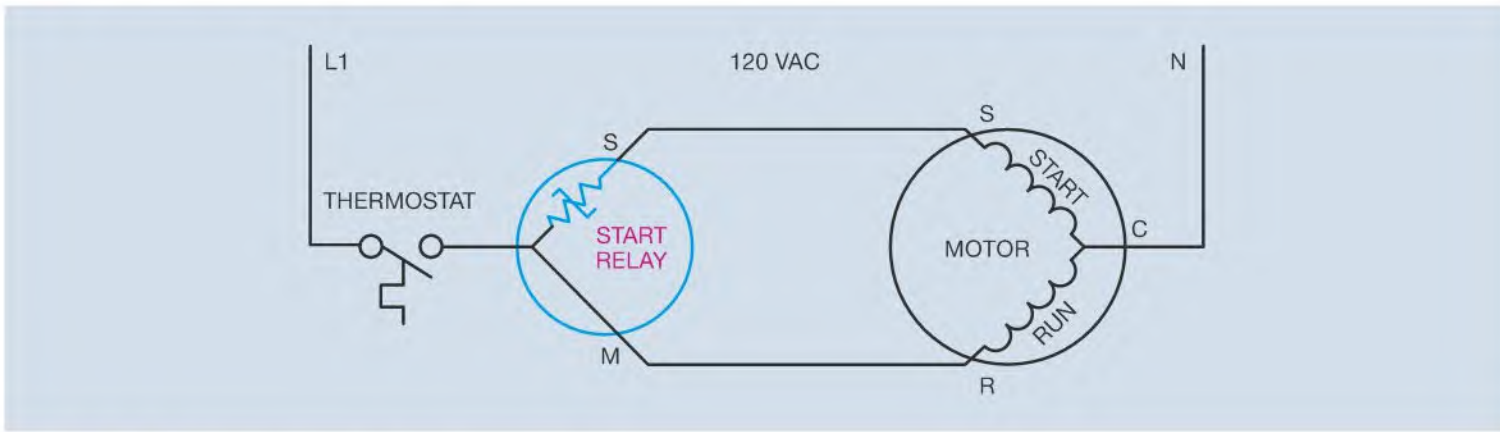 L1
120 VAC
N
S
S
THERMOSTAT
START
START
RELAY
C
MOTOR
RUN
M
R